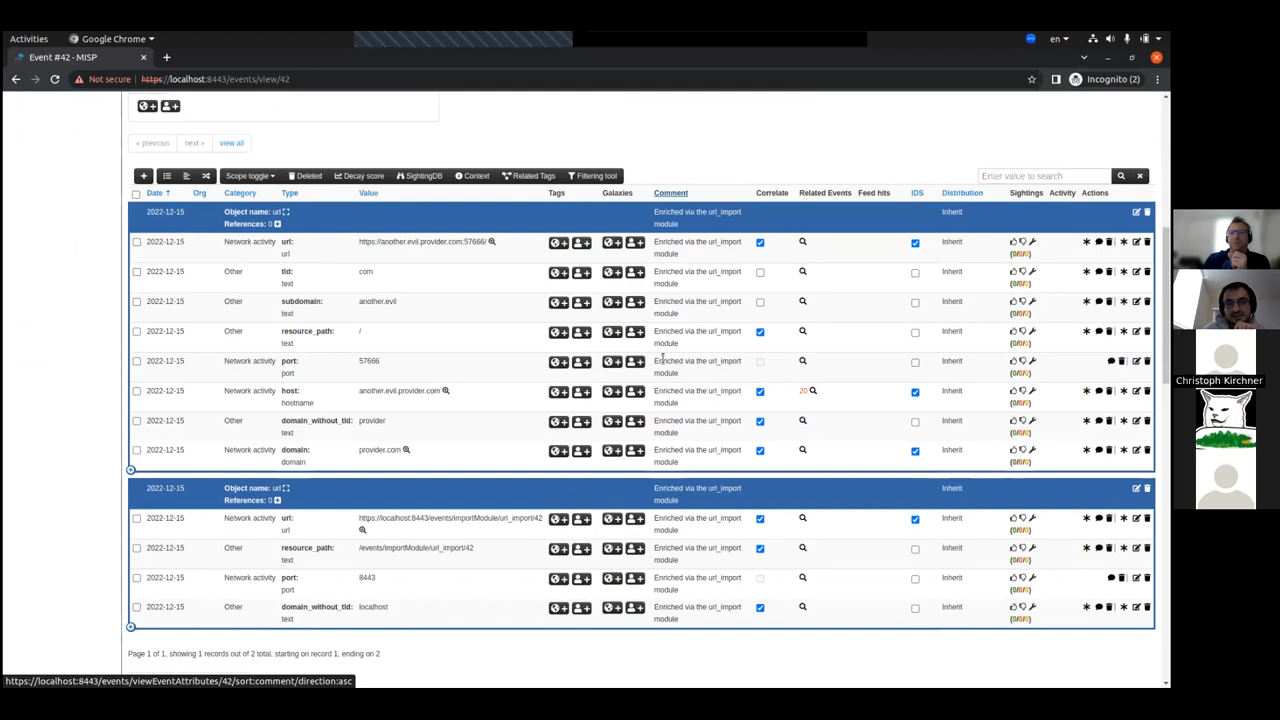 Activities
Google Chrome
en
Event #42 - MISP
Not secure
https://localhost:8443/events/view/42
Incognito (2)
« previous
next »
view all
Scope toggle
Deleted
Decay score
SightingDB
Context
Related Tags
Filtering tool
Enter value to search
Date Org Category Type Value Tags Galaxies Comment Correlate Related Events Feed hits IDS Distribution Sightings Activity Actions
2022-12-15 Object name: url Enriched via the url_import Inherit
References: 0 module
2022-12-15 Network activity url: https://another.evil.provider.com:57666/ Enriched via the url_import Inherit
url module (0/0/0)
2022-12-15 Other tld: com Enriched via the url_import Inherit
text module (0/0/0)
2022-12-15 Other subdomain: another.evil Enriched via the url_import Inherit
text module (0/0/0)
2022-12-15 Other resource_path: / Enriched via the url_import Inherit
text module (0/0/0)
2022-12-15 Network activity port: 57666 Enriched via the url_import Inherit
port module (0/0/0)
2022-12-15 Network activity host: another.evil.provider.com Enriched via the url_import 20 Inherit
hostname module (0/0/0)
2022-12-15 Other domain_without_tld: provider Enriched via the url_import Inherit
text module (0/0/0)
2022-12-15 Network activity domain: provider.com Enriched via the url_import Inherit
domain module (0/0/0)
2022-12-15 Object name: url Enriched via the url_import Inherit
References: 0 module
2022-12-15 Network activity url: https://localhost:8443/events/importModule/url_import/42 Enriched via the url_import Inherit
url module (0/0/0)
2022-12-15 Other resource_path: /events/importModule/url_import/42 Enriched via the url_import Inherit
text module (0/0/0)
2022-12-15 Network activity port: 8443 Enriched via the url_import Inherit
port module (0/0/0)
2022-12-15 Other domain_without_tld: localhost Enriched via the url_import Inherit
text module (0/0/0)
Page 1 of 1, showing 1 records out of 2 total, starting on record 1, ending on 2
https://localhost:8443/events/viewEventAttributes/42/sort:comment/direction:asc
Christoph Kirchner